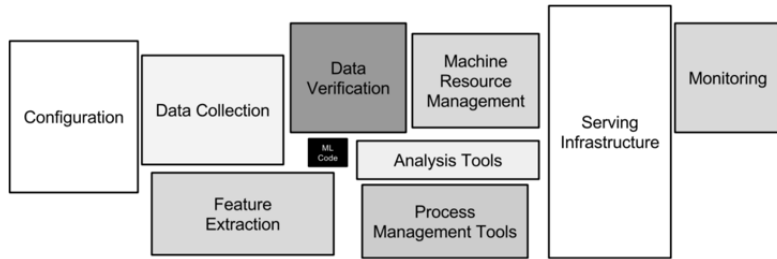 Configuration
Data Collection
Data
Verification
Machine
Resource
Management
Serving
Infrastructure
Monitoring
ML
Code
Analysis Tools
Feature
Extraction
Process
Management Tools